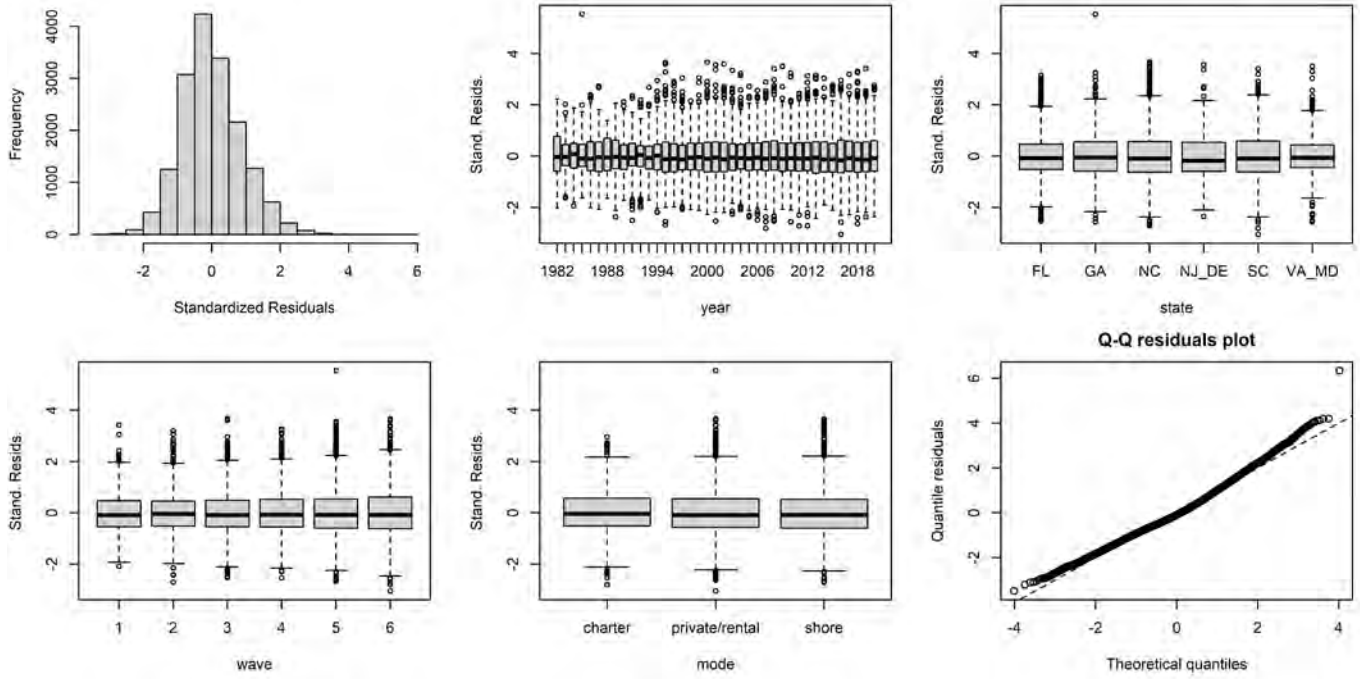 Frequency
0 1000 2000 3000 4000
-2 0 2 4 6
Standardized Residuals
Stand. Resids.
-2 0 2 4
1982 1988 1994 2000 2006 2012 2018
year
Stand. Resids.
-2 0 2 4
FL GA NC NJ_DE SC VA_MD
state
Stand. Resids.
-2 0 2 4
1 2 3 4 5 6
wave
Stand. Resids.
-2 0 2 4
charter private/rental shore
mode
Q-Q residuals plot
Quantile residuals
-2 0 2 4 6
-4 -2 0 2 4
Theoretical quantiles